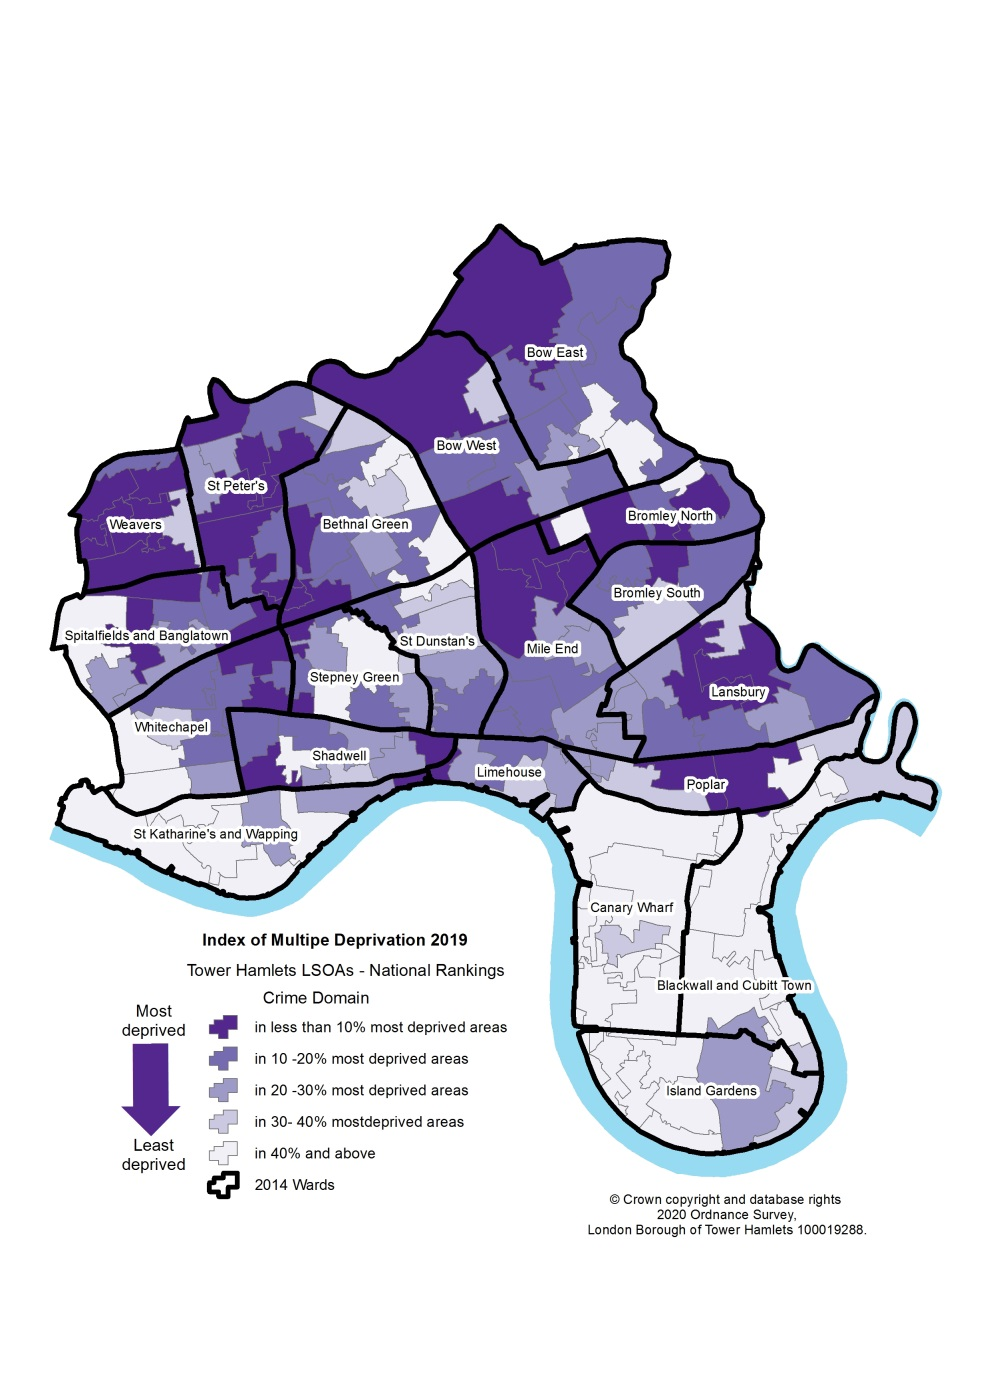 Bow East
Bow West
St Peter's
Weavers
Bethnal Green
Bromley North
Bromley South
Spitalfields and Banglatown
St Dunstan's
Mile End
Stepney Green
Lansbury
Whitechapel
Shadwell
Limehouse
Poplar
St Katharine's and Wapping
Canary Wharf
Blackwall and Cubitt Town
Island Gardens
Index of Multipe Deprivation 2019
Tower Hamlets LSOAs - National Rankings
Crime Domain
Most
deprived
Least
deprived
in less than 10% most deprived areas
in 10 -20% most deprived areas
in 20 -30% most deprived areas
in 30- 40% mostdeprived areas
in 40% and above
2014 Wards
© Crown copyright and database rights
2020 Ordnance Survey,
London Borough of Tower Hamlets 100019288.